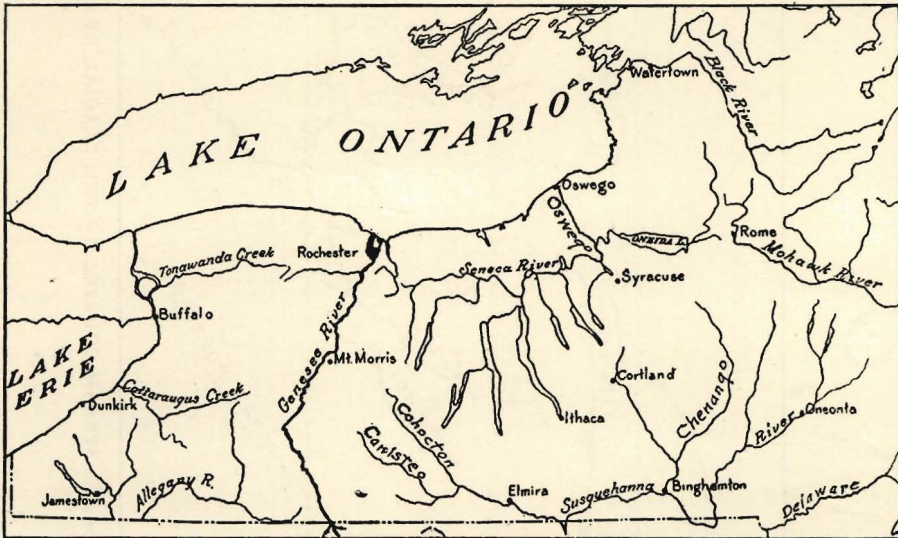 Watertown
Black River
LAKE ONTARIO
Oswego
Oswego
ONEIDA L.
Rome
Mohawk River
Rochester
Tonawanda Creek
Seneca River
Syracuse
Buffalo
Genesee River
LAKE
ERIE
Mt. Morris
Cortland
Chenango
Cattaraugus Creek
Dunkirk
Ithaca
River
Oneonta
Cohocton
Canisteo
Jamestown
Allegany R.
Elmira
Susquehanna
Binghamton
Delaware